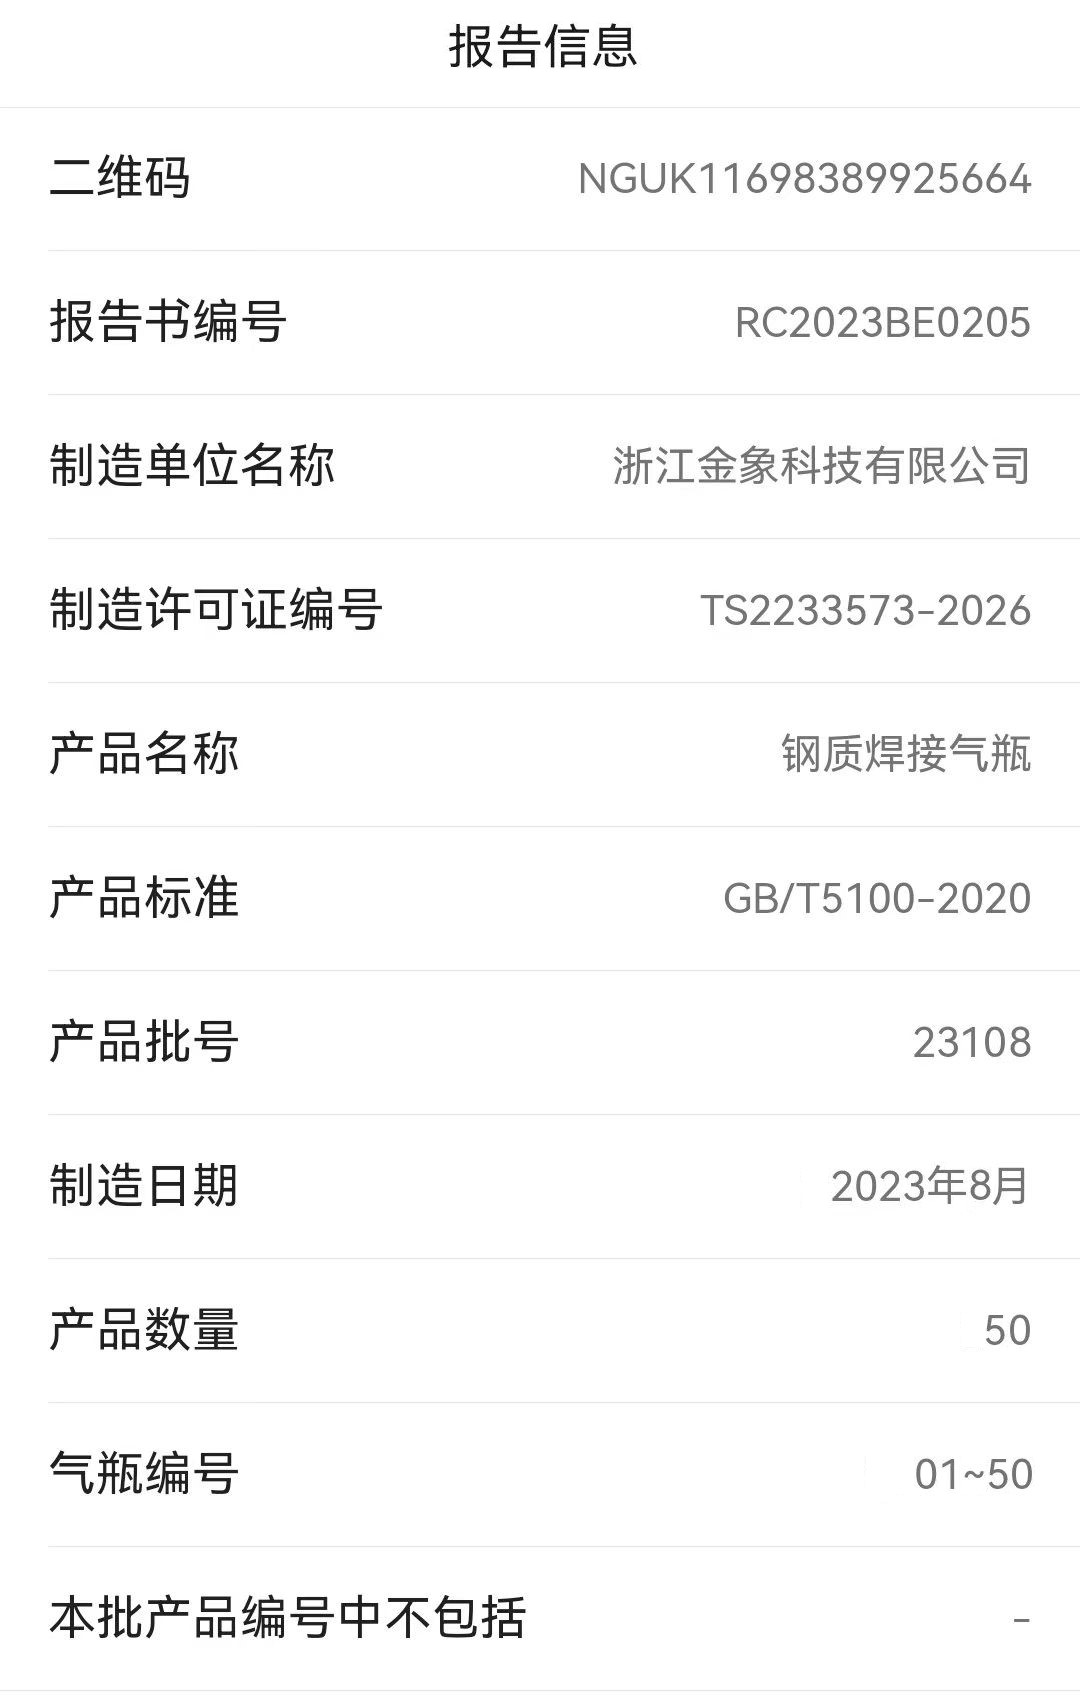 报告信息
二维码 NGUK11698389925664
报告书编号 RC2023BE0205
制造单位名称 浙江金象科技有限公司
制造许可证编号 TS2233573-2026
产品名称 钢质焊接气瓶
产品标准 GB/T5100-2020
产品批号 23108
制造日期 2023年8月
产品数量 50
气瓶编号 01~50
本批产品编号中不包括 -